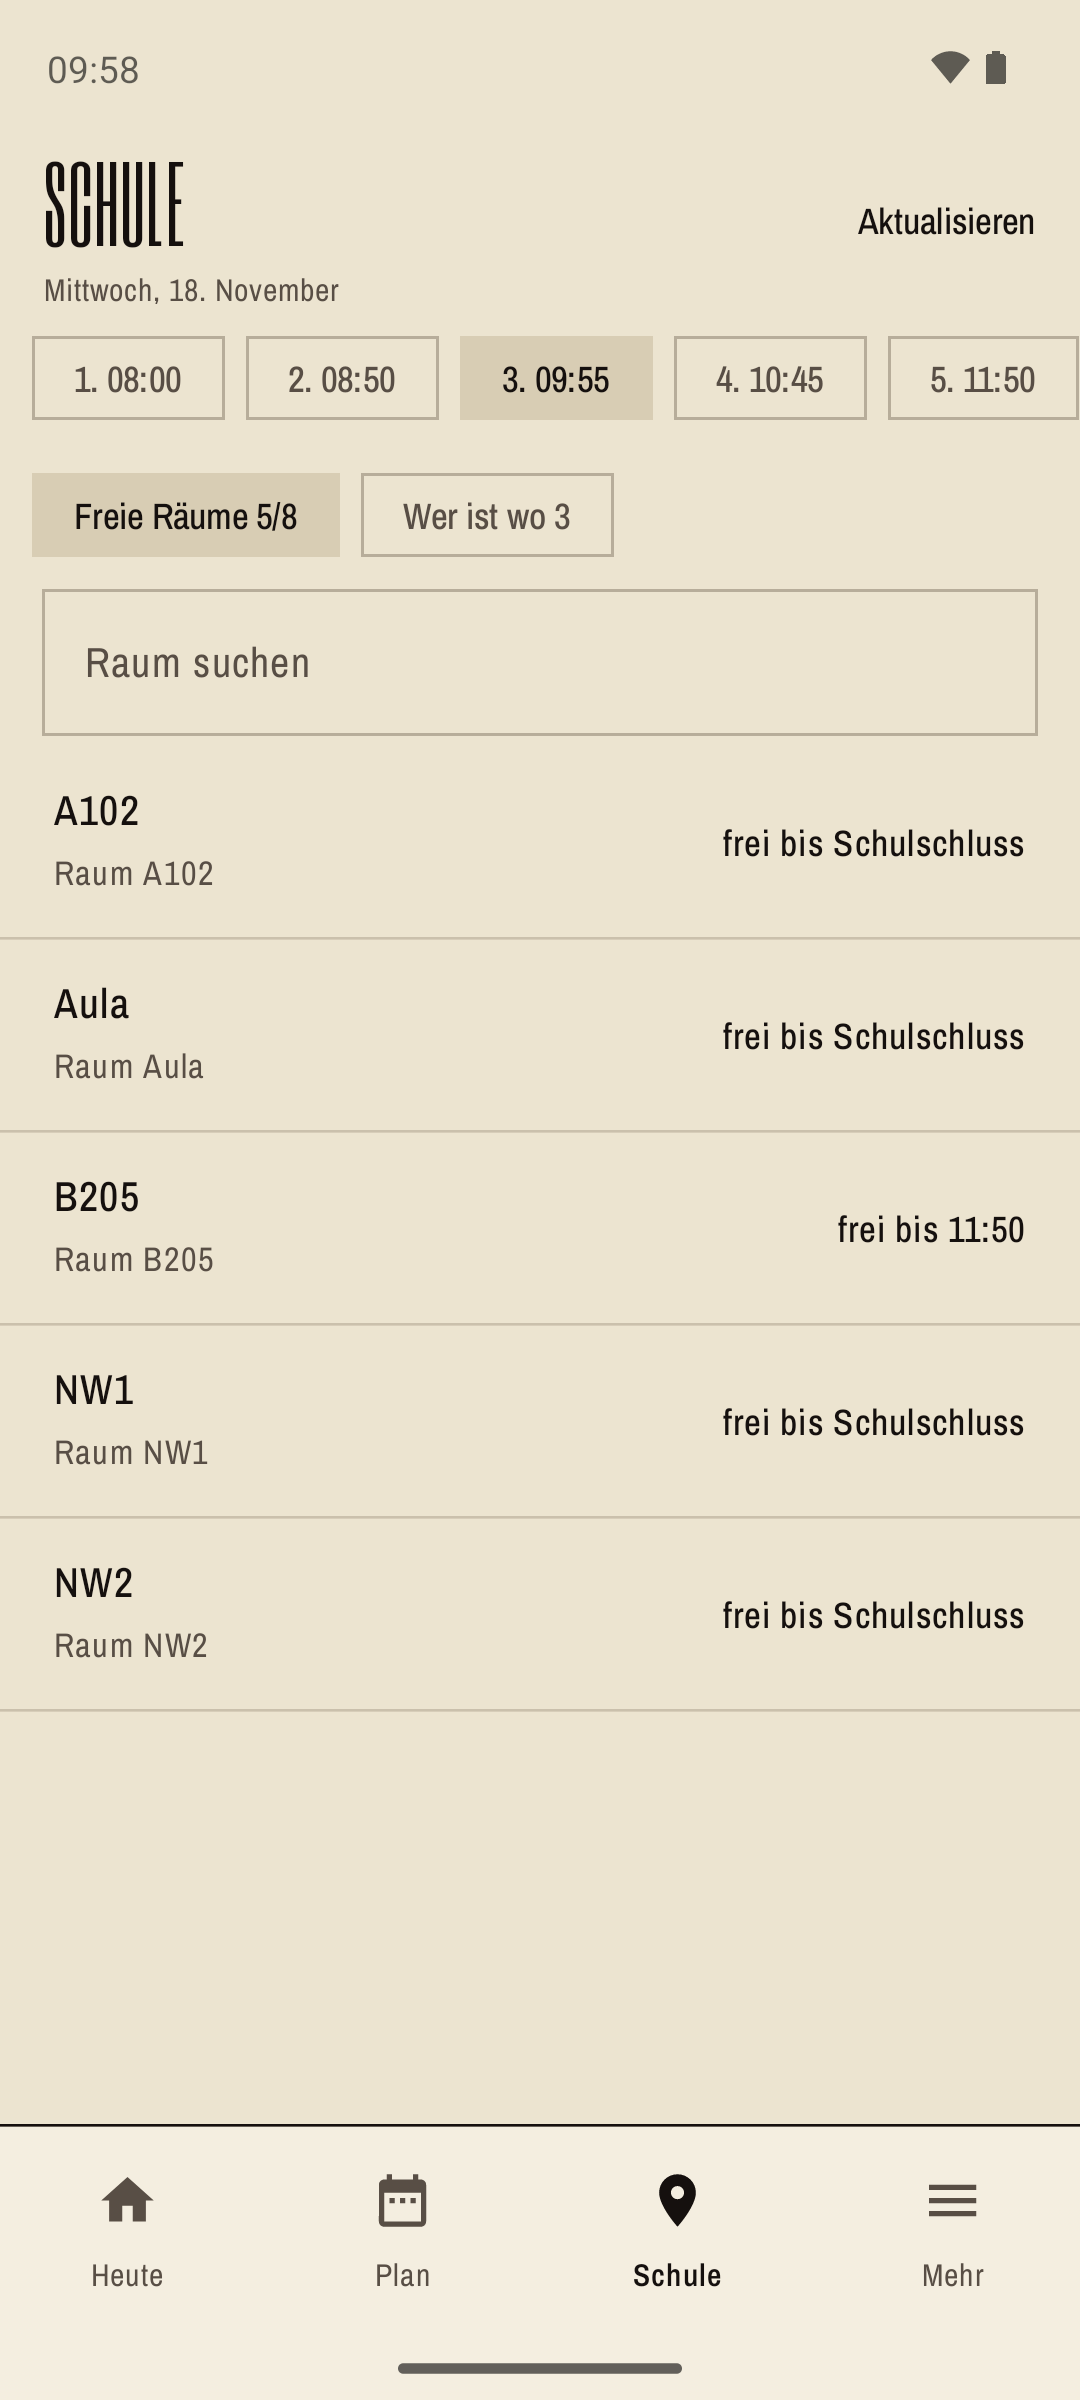 09:58
SCHULE
Aktualisieren
Mittwoch, 18. November
1. 08:00
2. 08:50
3. 09:55
4. 10:45
5. 11:50
Freie Räume 5/8
Wer ist wo 3
Raum suchen
A102
Raum A102
frei bis Schulschluss
Aula
Raum Aula
frei bis Schulschluss
B205
Raum B205
frei bis 11:50
NW1
Raum NW1
frei bis Schulschluss
NW2
Raum NW2
frei bis Schulschluss
Heute
Plan
Schule
Mehr